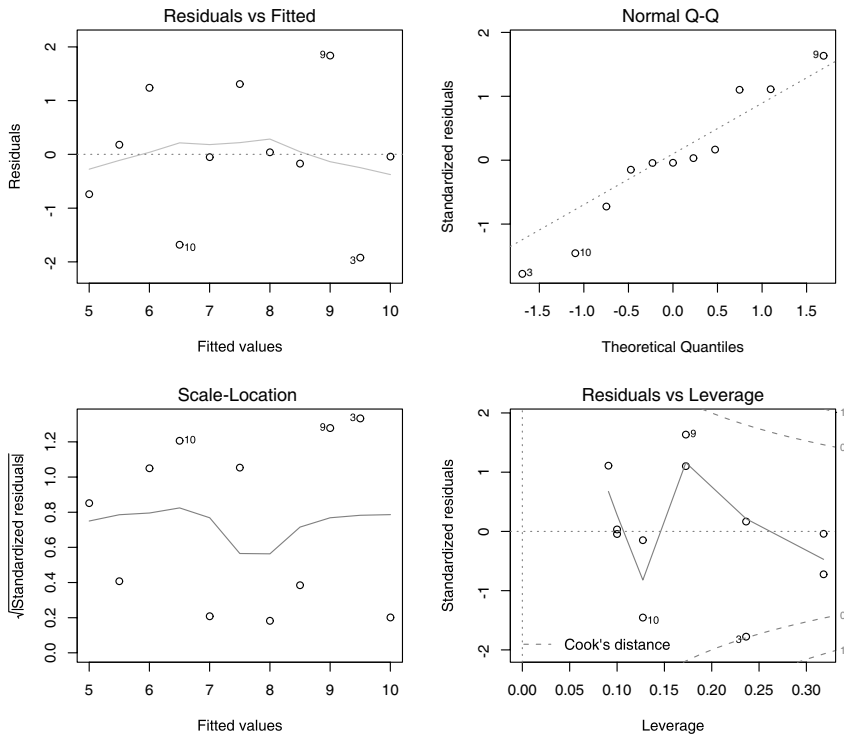 Residuals vs Fitted
Residuals
2
1
0
-1
-2
9
10
3
5 6 7 8 9 10
Fitted values
Normal Q-Q
Standardized residuals
1
0
-1
9
10
3
-1.5 -1.0 -0.5 0.0 0.5 1.0 1.5
Theoretical Quantiles
Scale-Location
√|Standardized residuals|
1.2
1.0
0.8
0.6
0.4
0.2
0.0
3
9
10
5 6 7 8 9 10
Fitted values
Residuals vs Leverage
Standardized residuals
2
1
0
-1
-2
9
10
3
Cook's distance
0.00 0.05 0.10 0.15 0.20 0.25 0.30
Leverage